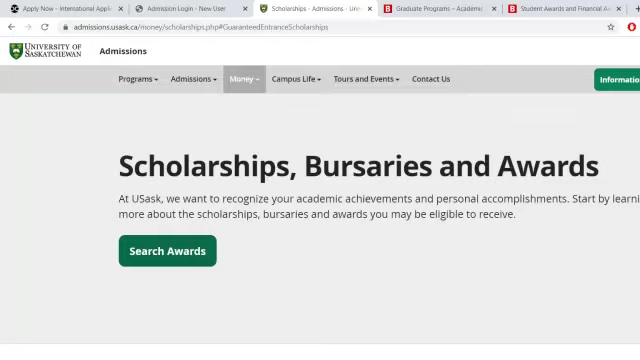 Apply Now – International Appli
Admission Login - New User
Scholarships - Admissions - Univ
Graduate Programs – Academic
Student Awards and Financial Aw
admissions.usask.ca/money/scholarships.php#GuaranteedEntranceScholarships
UNIVERSITY OF SASKATCHEWAN
Admissions
Programs Admissions Money Campus Life Tours and Events Contact Us
Informatio
Scholarships, Bursaries and Awards
At USask, we want to recognize your academic achievements and personal accomplishments. Start by learni
more about the scholarships, bursaries and awards you may be eligible to receive.
Search Awards